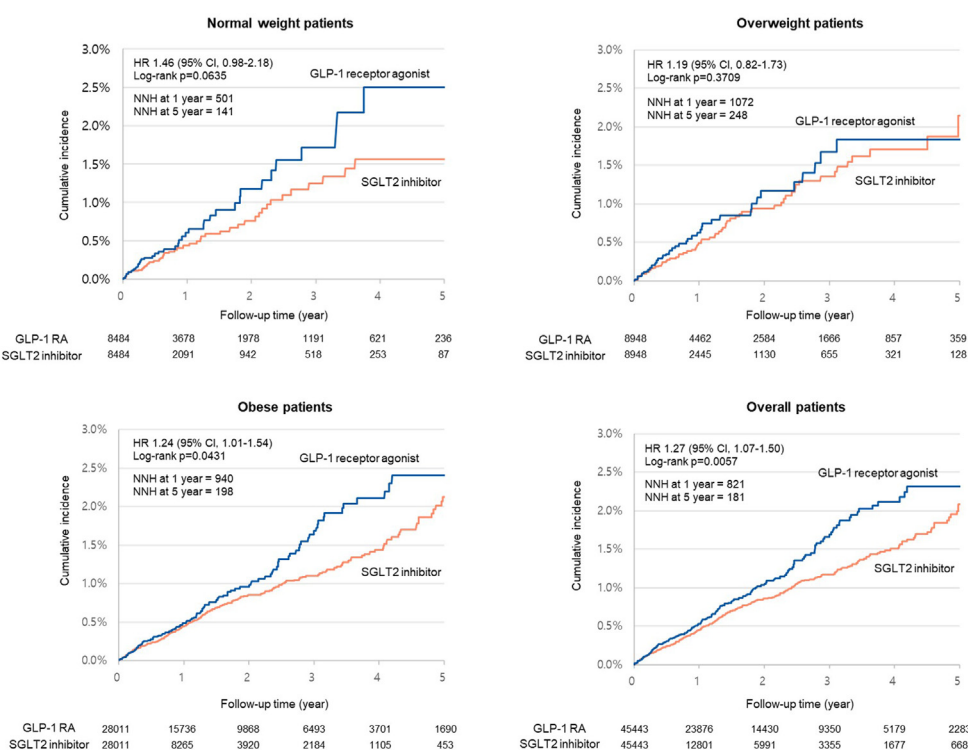 Normal weight patients
3.0%
2.5%
2.0%
1.5%
1.0%
0.5%
0.0%
Cumulative incidence
HR 1.46 (95% CI, 0.98-2.18)
Log-rank p=0.0635
NNH at 1 year = 501
NNH at 5 year = 141
GLP-1 receptor agonist
SGLT2 inhibitor
0 1 2 3 4 5
Follow-up time (year)
GLP-1 RA 8484 3678 1978 1191 621 236
SGLT2 inhibitor 8484 2091 942 518 253 87
Overweight patients
3.0%
2.5%
2.0%
1.5%
1.0%
0.5%
0.0%
Cumulative incidence
HR 1.19 (95% CI, 0.82-1.73)
Log-rank p=0.3709
NNH at 1 year = 1072
NNH at 5 year = 248
GLP-1 receptor agonist
SGLT2 inhibitor
0 1 2 3 4 5
Follow-up time (year)
GLP-1 RA 8948 4462 2584 1666 857 359
SGLT2 inhibitor 8948 2445 1130 655 321 128
Obese patients
3.0%
2.5%
2.0%
1.5%
1.0%
0.5%
0.0%
Cumulative incidence
HR 1.24 (95% CI, 1.01-1.54)
Log-rank p=0.0431
NNH at 1 year = 940
NNH at 5 year = 198
GLP-1 receptor agonist
SGLT2 inhibitor
0 1 2 3 4 5
Follow-up time (year)
GLP-1 RA 28011 15736 9868 6493 3701 1690
SGLT2 inhibitor 28011 8265 3920 2184 1105 453
Overall patients
3.0%
2.5%
2.0%
1.5%
1.0%
0.5%
0.0%
Cumulative incidence
HR 1.27 (95% CI, 1.07-1.50)
Log-rank p=0.0057
NNH at 1 year = 821
NNH at 5 year = 181
GLP-1 receptor agonist
SGLT2 inhibitor
0 1 2 3 4 5
Follow-up time (year)
GLP-1 RA 45443 23876 14430 9350 5179 2283
SGLT2 inhibitor 45443 12801 5991 3355 1677 668